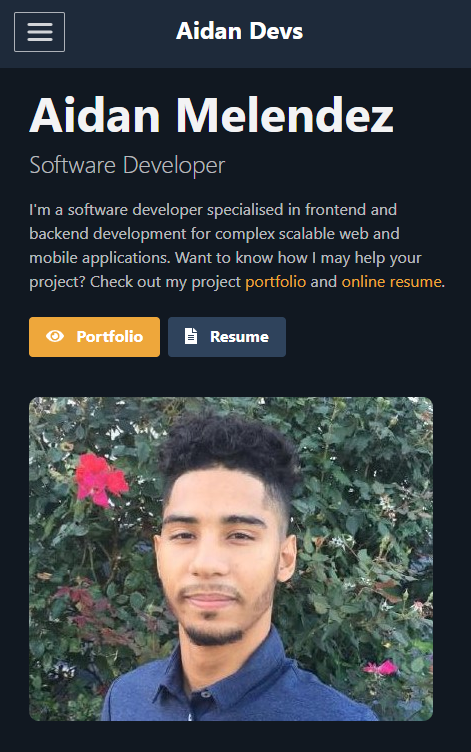 Aidan Devs
Aidan Melendez
Software Developer
I'm a software developer specialised in frontend and
backend development for complex scalable web and
mobile applications. Want to know how I may help your
project? Check out my project portfolio and online resume.
Portfolio
Resume